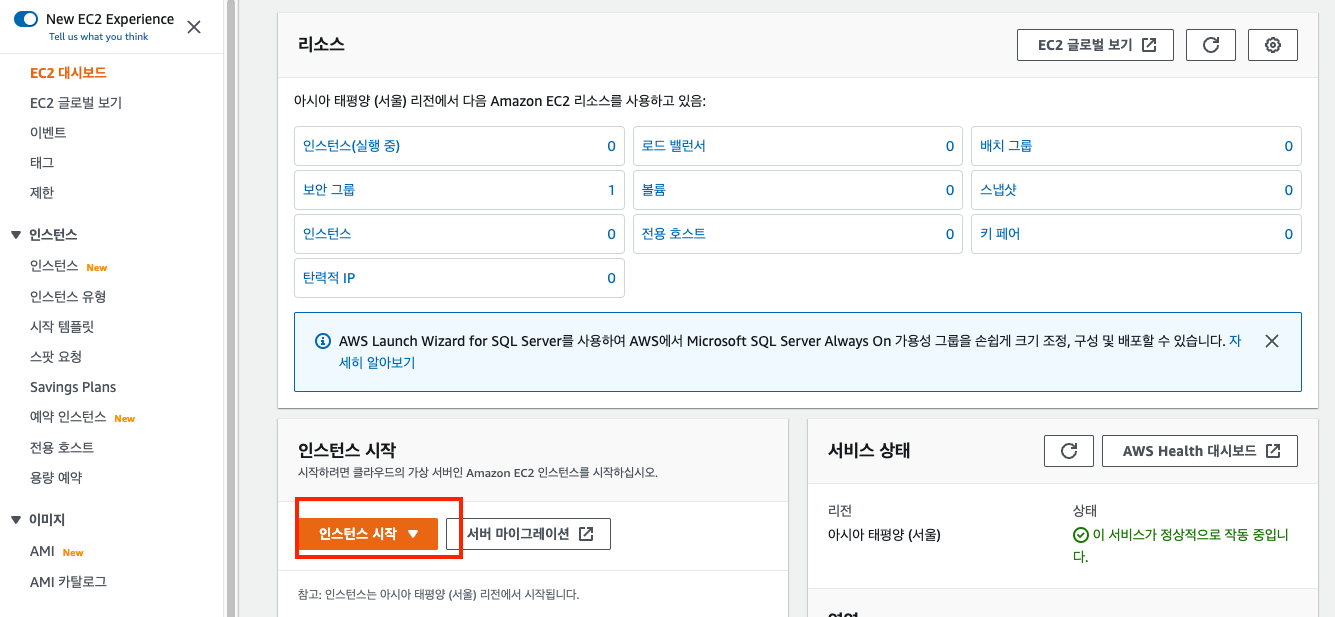 New EC2 Experience
Tell us what you think
EC2 대시보드
EC2 글로벌 보기
이벤트
태그
제한
인스턴스
인스턴스 New
인스턴스 유형
시작 템플릿
스팟 요청
Savings Plans
예약 인스턴스 New
전용 호스트
용량 예약
이미지
AMI New
AMI 카탈로그
리소스
EC2 글로벌 보기
아시아 태평양 (서울) 리전에서 다음 Amazon EC2 리소스를 사용하고 있음:
인스턴스(실행 중) 0
로드 밸런서 0
배치 그룹 0
보안 그룹 1
볼륨 0
스냅샷 0
인스턴스 0
전용 호스트 0
키 페어 0
탄력적 IP 0
AWS Launch Wizard for SQL Server를 사용하여 AWS에서 Microsoft SQL Server Always On 가용성 그룹을 손쉽게 크기 조정, 구성 및 배포할 수 있습니다. 자
세히 알아보기
인스턴스 시작
시작하려면 클라우드의 가상 서버인 Amazon EC2 인스턴스를 시작하십시오.
인스턴스 시작
서버 마이그레이션
참고: 인스턴스는 아시아 태평양 (서울) 리전에서 시작됩니다.
서비스 상태
AWS Health 대시보드
리전
아시아 태평양 (서울)
상태
이 서비스가 정상적으로 작동 중입니
다.